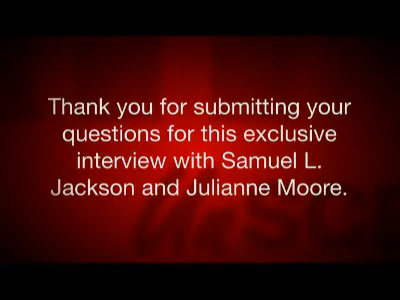 Thank you for submitting your
questions for this exclusive
interview with Samuel L.
Jackson and Julianne Moore.